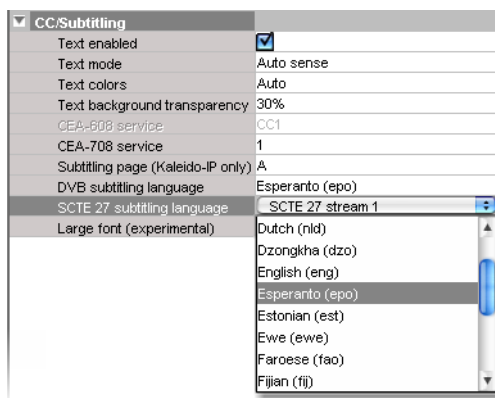 CC/Subtitling
Text enabled
Text mode Auto sense
Text colors Auto
Text background transparency 30%
CEA-608 service CC1
CEA-708 service 1
Subtitling page (Kaleido-IP only) A
DVB subtitling language Esperanto (epo)
SCTE 27 subtitling language SCTE 27 stream 1
Large font (experimental) Dutch (nld)
Dzongkha (dzo)
English (eng)
Esperanto (epo)
Estonian (est)
Ewe (ewe)
Faroese (fao)
Fijian (fij)